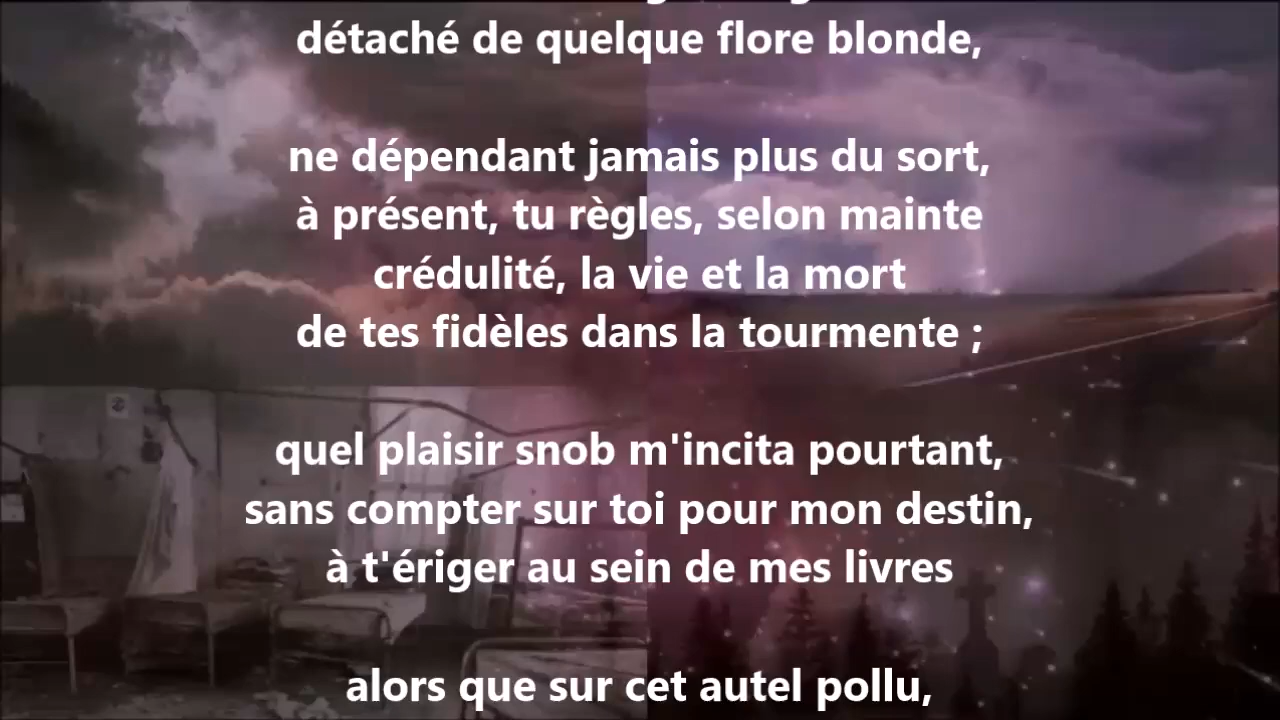 détaché de quelque flore blonde,
ne dépendant jamais plus du sort,
à présent, tu règles, selon mainte
crédulité, la vie et la mort
de tes fidèles dans la tourmente ;
quel plaisir snob m'incita pourtant,
sans compter sur toi pour mon destin,
à t'ériger au sein de mes livres
alors que sur cet autel pollu,